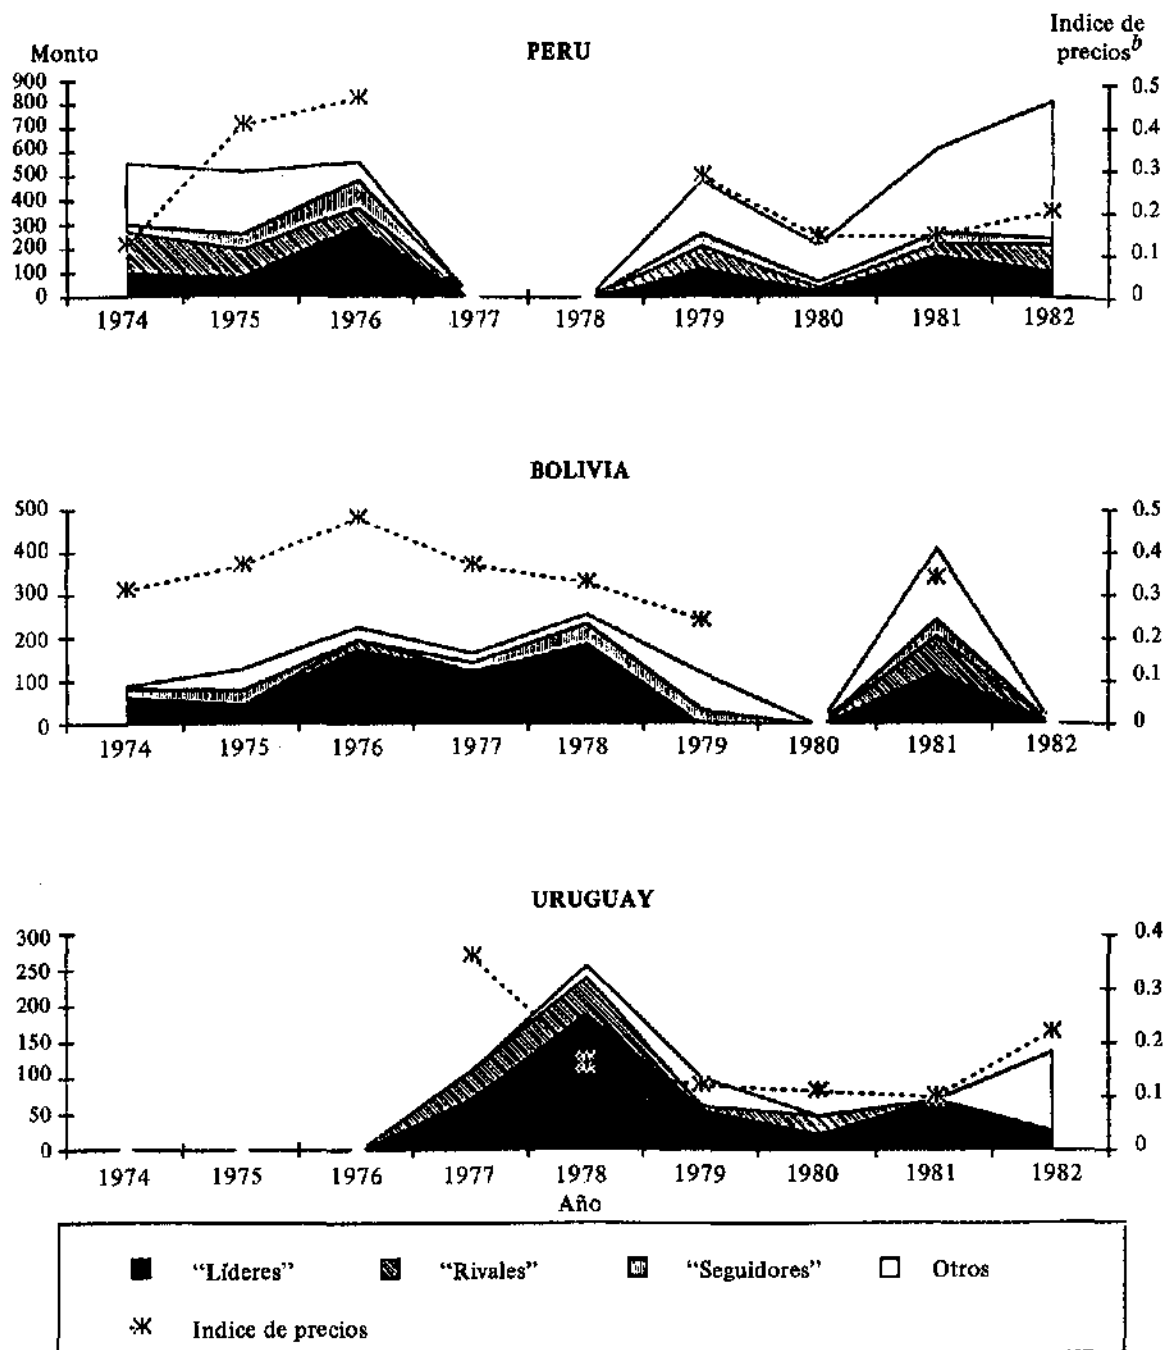 Indice de
Monto PERU precios b
900
800 0.5
700
600 0.4
500
400 0.3
300 0.2
200
100 0.1
0 0
1974 1975 1976 1977 1978 1979 1980 1981 1982
BOLIVIA
500 0.5
400 0.4
300 0.3
200 0.2
100 0.1
0 0
1974 1975 1976 1977 1978 1979 1980 1981 1982
URUGUAY
300 0.4
250
200 0.3
150 0.2
100
50 0.1
0 0
1974 1975 1976 1977 1978 1979 1980 1981 1982
Año
"Líderes" "Rivales" "Seguidores" Otros
Indice de precios